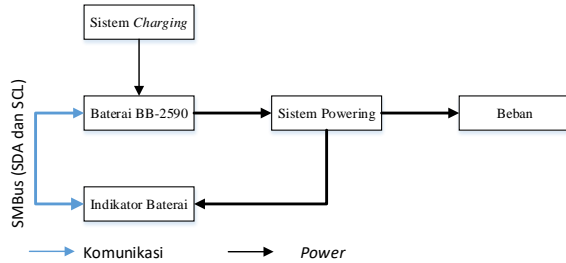 Sistem Charging
SMBus (SDA dan SCL)
Baterai BB-2590
Sistem Powering
Beban
Indikator Baterai
Komunikasi
Power